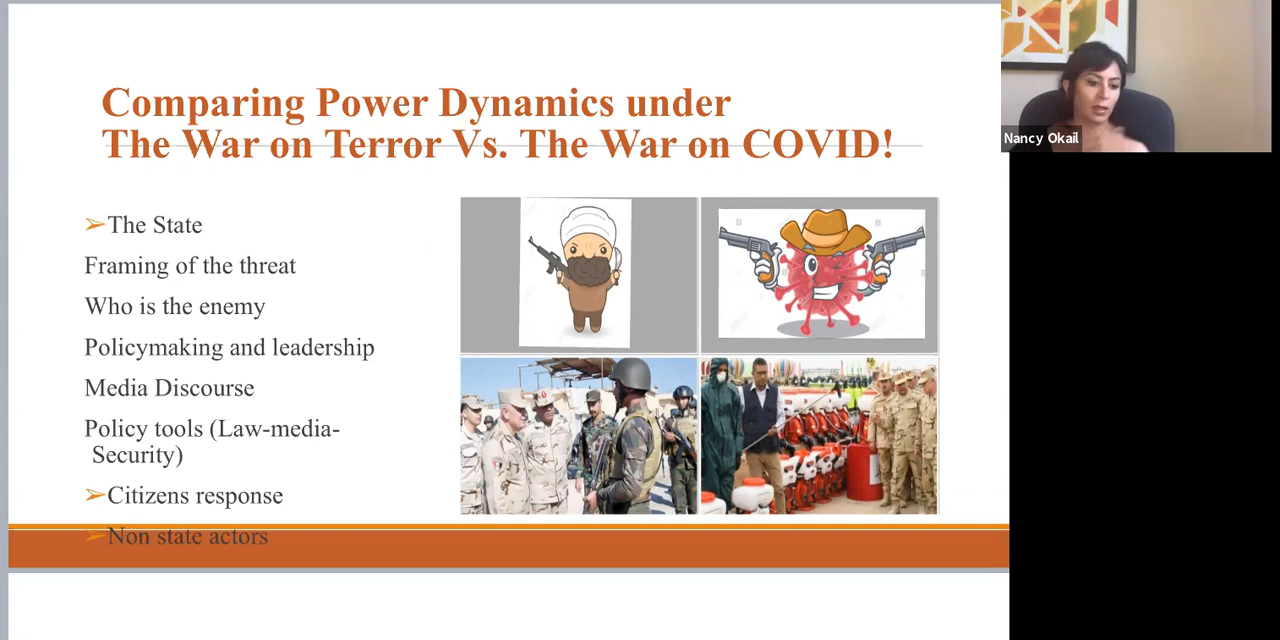 Comparing Power Dynamics under
The War on Terror Vs. The War on COVID!
➢The State
Framing of the threat
Who is the enemy
Policymaking and leadership
Media Discourse
Policy tools (Law-media-
Security)
➢Citizens response
➢Non state actors
Nancy Okail